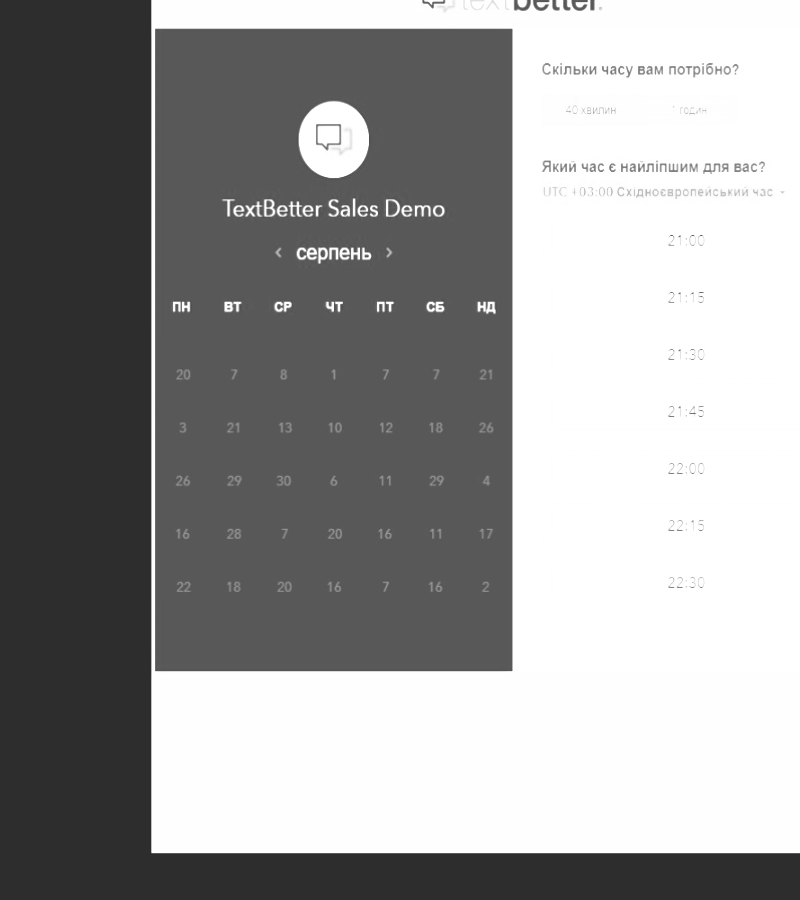 textbetter.
TextBetter Sales Demo
< серпень >
ПН ВТ СР ЧТ ПТ СБ НД
20 7 8 1 7 7 21
3 21 13 10 12 18 26
26 29 30 6 11 29 4
16 28 7 20 16 11 17
22 18 20 16 7 16 2
Скільки часу вам потрібно?
40 хвилин 1 годин
Який час є найліпшим для вас?
UTC +03:00 Східноєвропейський час
21:00
21:15
21:30
21:45
22:00
22:15
22:30